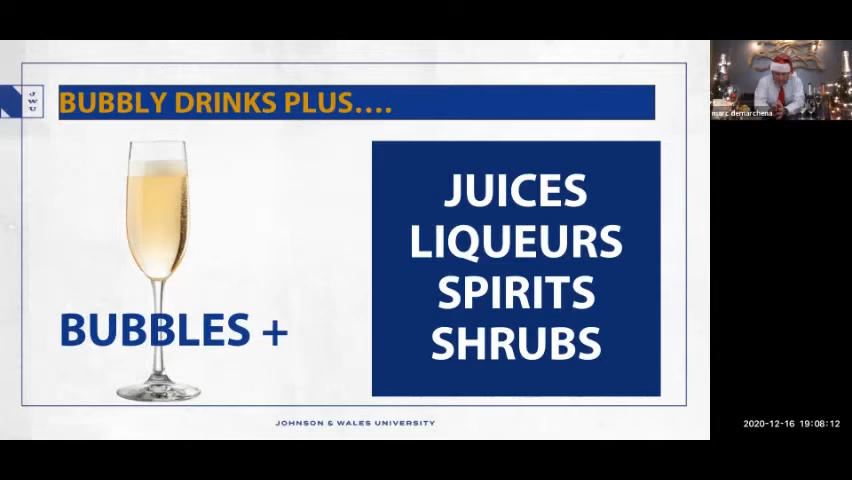 BUBBLY DRINKS PLUS....
J
W
U
JUICES
LIQUEURS
SPIRITS
SHRUBS
BUBBLES +
JOHNSON & WALES UNIVERSITY
marc demarchena
2020-12-16 19:08:12